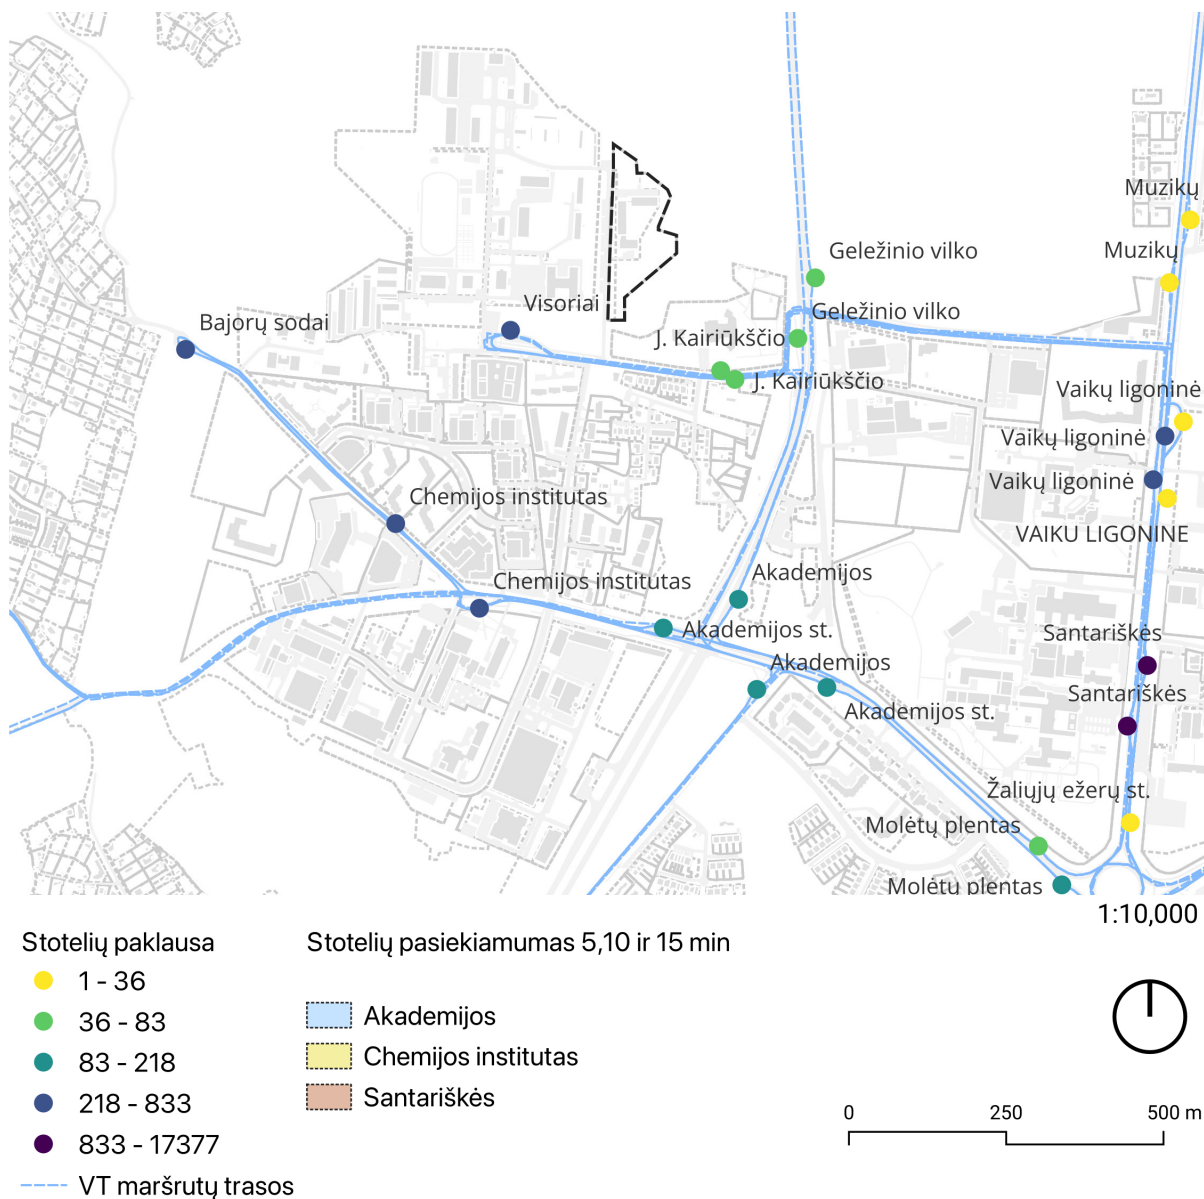 Muzikų
Geležinio vilko
Muzikų
Visoriai
Geležinio vilko
Bajorų sodai
J. Kairiūkščio
J. Kairiūkščio
Vaikų ligoninė
Vaikų ligoninė
Vaikų ligoninė
Chemijos institutas
VAIKU LIGONINE
Chemijos institutas
Akademijos
Akademijos st.
Santariškės
Akademijos
Santariškės
Akademijos st.
Žaliųjų ežerų st.
Molėtų plentas
Molėtų plentas
1:10,000
Stotelių paklausa
1 - 36
36 - 83
83 - 218
218 - 833
833 - 17377
VT maršrutų trasos
Stotelių pasiekiamumas 5,10 ir 15 min
Akademijos
Chemijos institutas
Santariškės
0 250 500 m